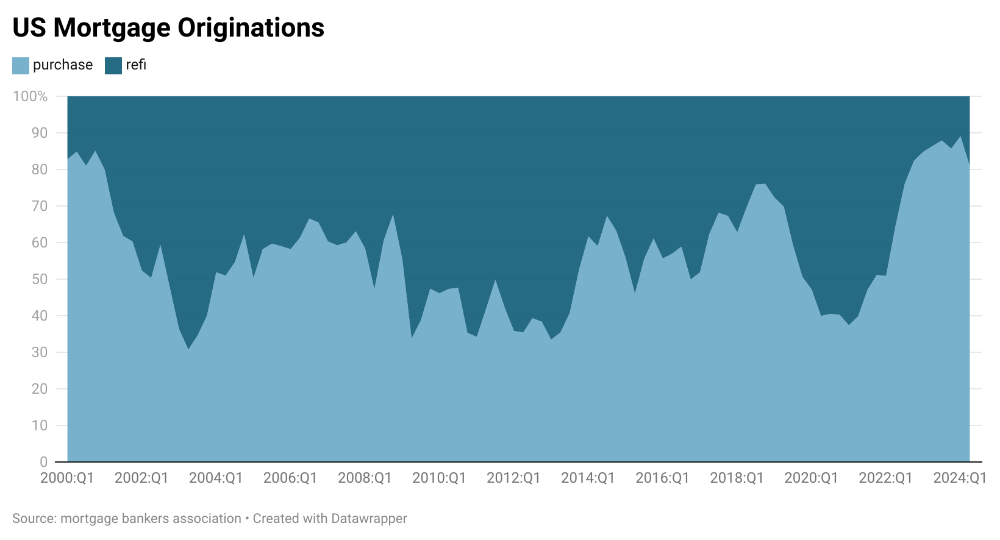 US Mortgage Originations
purchase refi
100%
90
80
70
60
50
40
30
20
10
0
2000:Q1 2002:Q1 2004:Q1 2006:Q1 2008:Q1 2010:Q1 2012:Q1 2014:Q1 2016:Q1 2018:Q1 2020:Q1 2022:Q1 2024:Q1
Source: mortgage bankers association • Created with Datawrapper